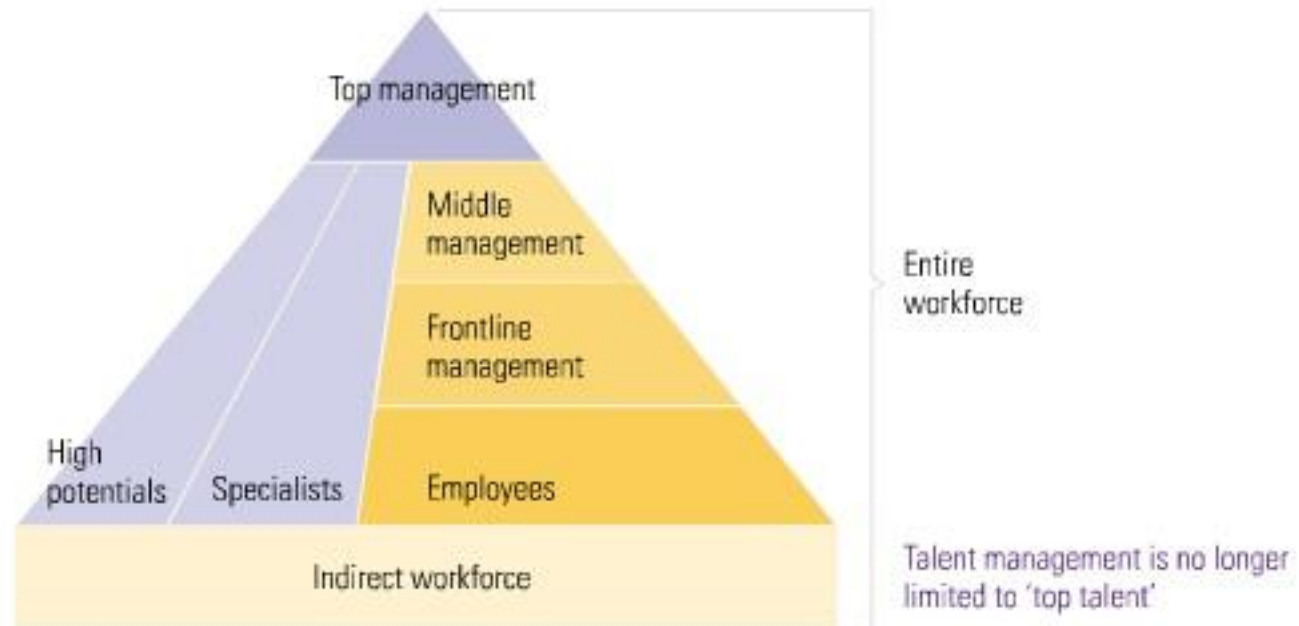 Top management
Middle
management
Frontline
management
High
potentials
Specialists
Employees
Indirect workforce
Entire
workforce
Talent management is no longer
limited to ‘top talent’